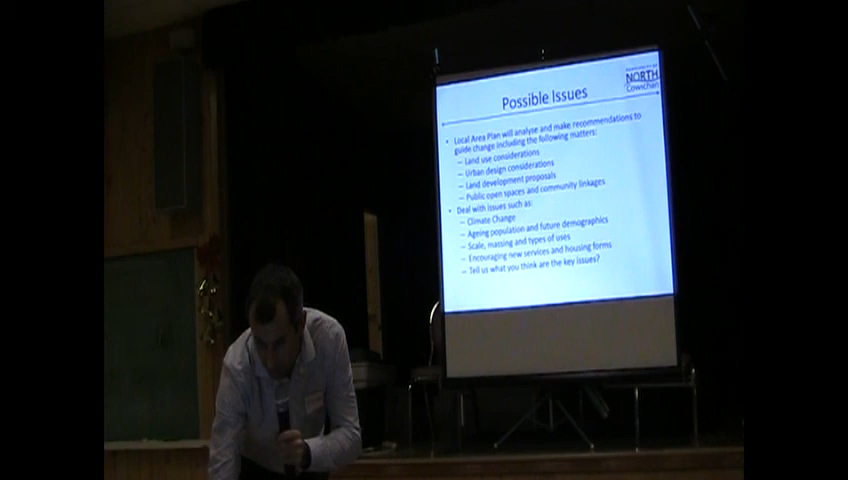 NORTH
Cowichan
Possible Issues
• Local Area Plan will analyse and make recommendations to
guide change including the following matters:
– Land use considerations
– Urban design considerations
– Land development proposals
– Public open spaces and community linkages
• Deal with issues such as:
– Climate Change
– Ageing population and future demographics
– Scale, massing and types of uses
– Encouraging new services and housing forms
– Tell us what you think are the key issues?